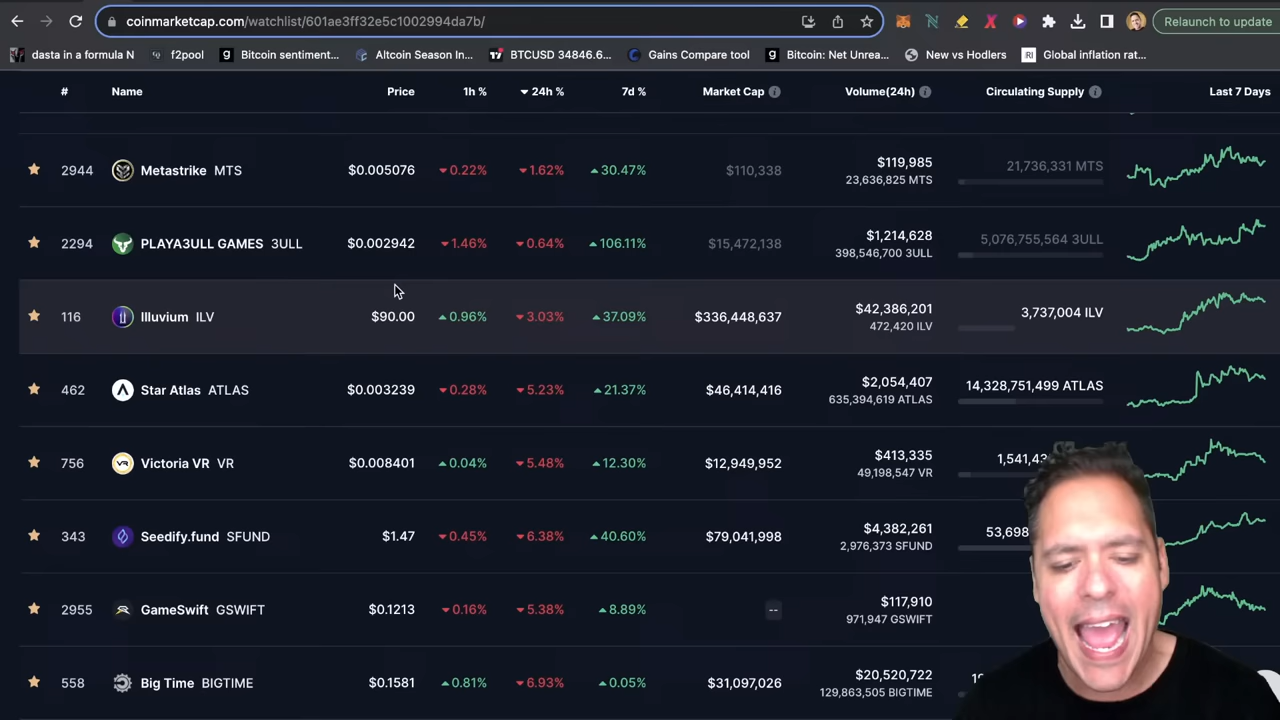 coinmarketcap.com/watchlist/601ae3ff32e5c1002994da7b/
Relaunch to update
dasta in a formula N f2pool Bitcoin sentiment... Altcoin Season In... BTCUSD 34846.6... Gains Compare tool Bitcoin: Net Unrea... New vs Hodlers RI Global inflation rat...
# Name Price 1h % 24h % 7d % Market Cap Volume(24h) Circulating Supply Last 7 Days
2944 Metastrike MTS $0.005076 0.22% 1.62% 30.47% $110,338 $119,985 21,736,331 MTS
23,636,825 MTS
2294 PLAYA3ULL GAMES 3ULL $0.002942 1.46% 0.64% 106.11% $15,472,138 $1,214,628 5,076,755,564 3ULL
398,546,700 3ULL
116 Illuvium ILV $90.00 0.96% 3.03% 37.09% $336,448,637 $42,386,201 3,737,004 ILV
472,420 ILV
462 Star Atlas ATLAS $0.003239 0.28% 5.23% 21.37% $46,414,416 $2,054,407 14,328,751,499 ATLAS
635,394,619 ATLAS
756 Victoria VR VR $0.008401 0.04% 5.48% 12.30% $12,949,952 $413,335
49,198,547 VR
343 Seedify.fund SFUND $1.47 0.45% 6.38% 40.60% $79,041,998 $4,382,261 53,698
2,976,373 SFUND
2955 GameSwift GSWIFT $0.1213 0.16% 5.38% 8.89% -- $117,910
971,947 GSWIFT
558 Big Time BIGTIME $0.1581 0.81% 6.93% 0.05% $31,097,026 $20,520,722
129,863,505 BIGTIME